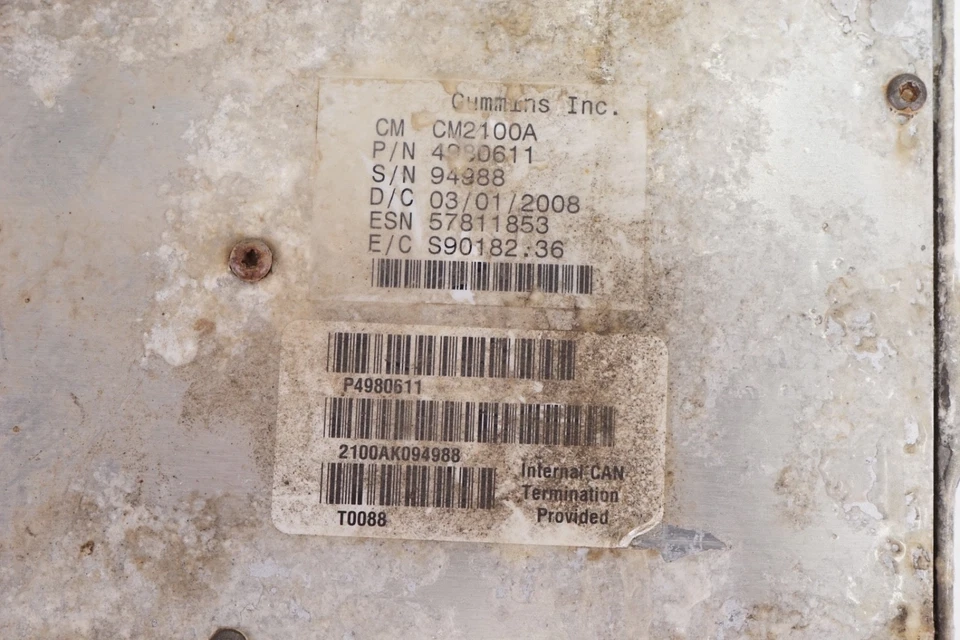 Cummins Inc.
CM CM2100A
P/N 4980611
S/N 94988
D/C 03/01/2008
ESN 57811853
E/C S90182.36
P4980611
2100AK094988
T0088
Internal CAN
Termination
Provided